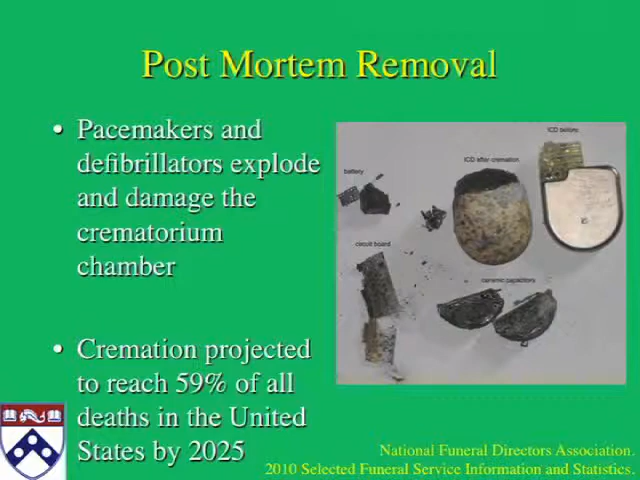 Post Mortem Removal
• Pacemakers and
defibrillators explode
and damage the
crematorium
chamber
• Cremation projected
to reach 59% of all
deaths in the United
States by 2025
ICD before
ICD after cremation
battery
circuit board
ceramic capacitors
National Funeral Directors Association.
2010 Selected Funeral Service Information and Statistics.